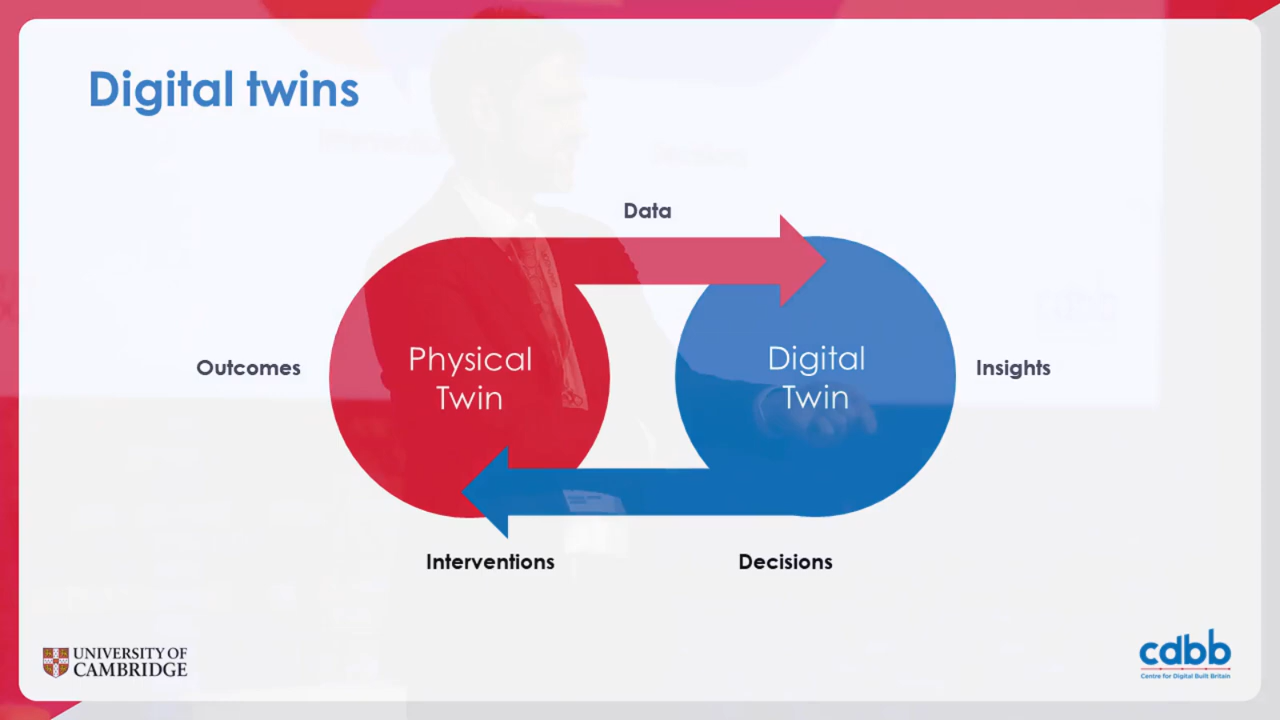 Digital twins
Data
Outcomes
Physical
Twin
Digital
Twin
Insights
Interventions
Decisions
UNIVERSITY OF
CAMBRIDGE
cdbb
Centre for Digital Built Britain